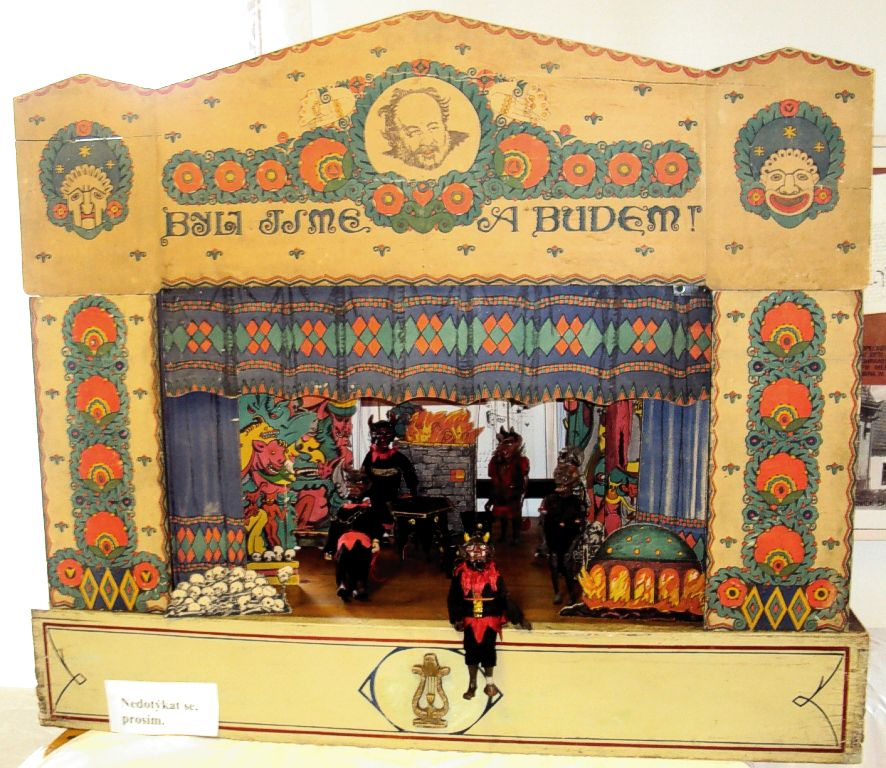 BYLI JSME A BUDEM!
Nedotýkat se,
prosím.